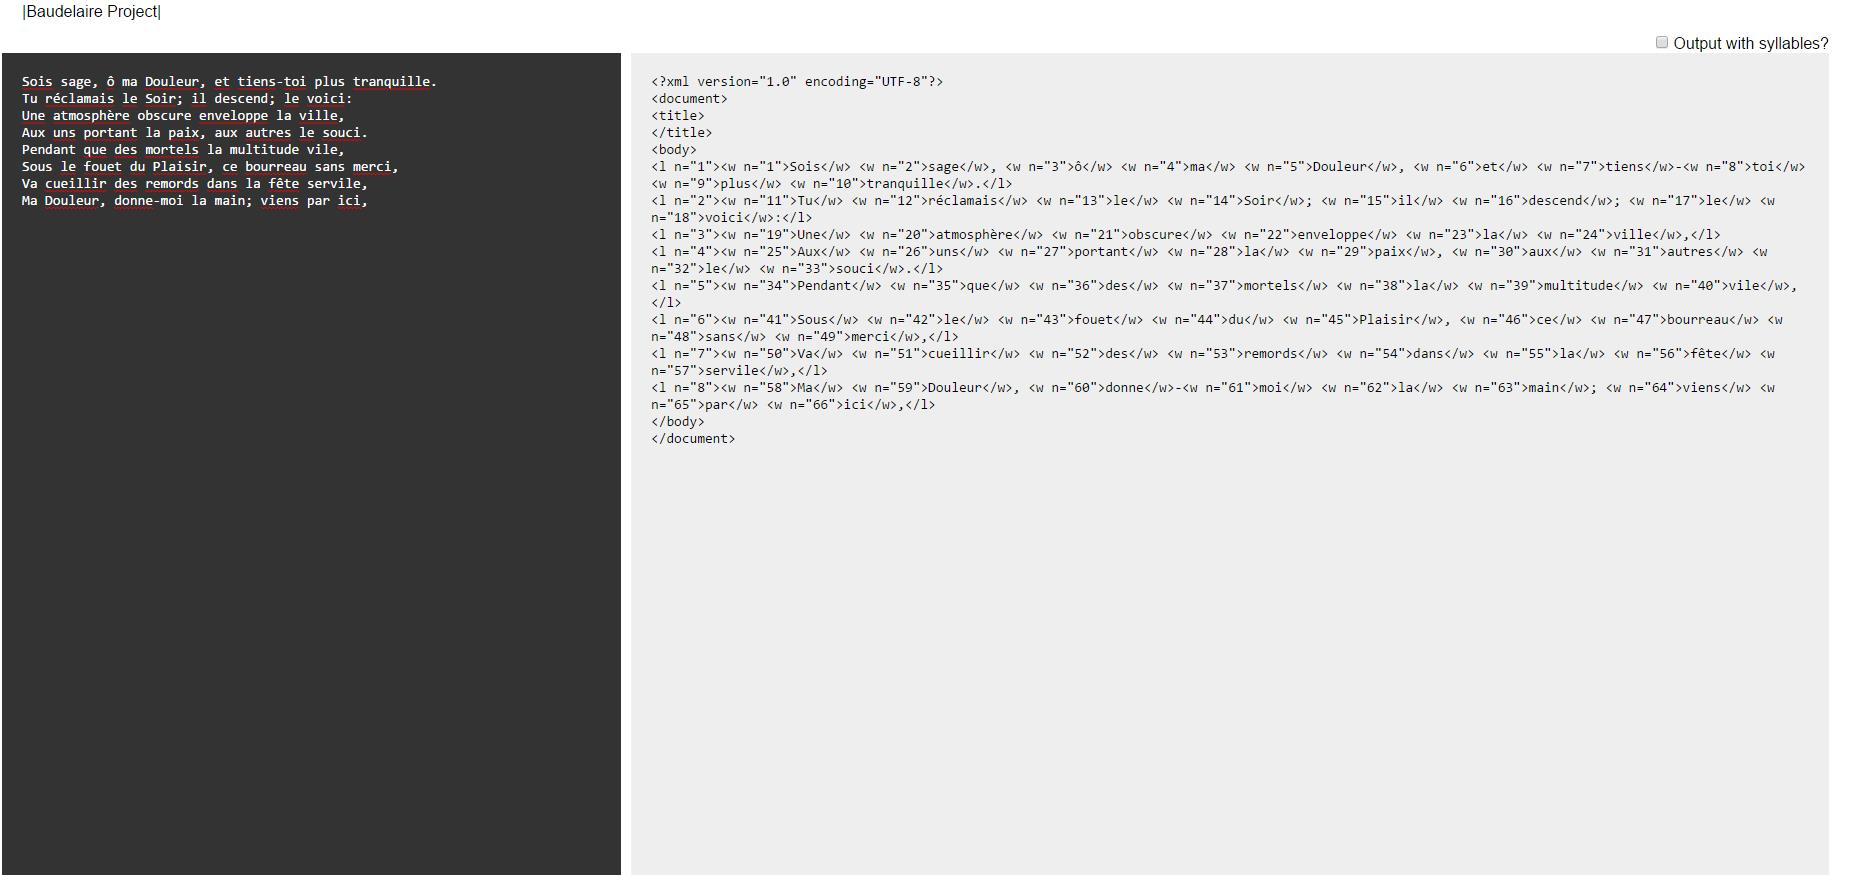 |Baudelaire Project|
Output with syllables?
Sois sage, ô ma Douleur, et tiens-toi plus tranquille.
Tu réclamais le Soir; il descend; le voici:
Une atmosphère obscure enveloppe la ville,
Aux uns portant la paix, aux autres le souci.
Pendant que des mortels la multitude vile,
Sous le fouet du Plaisir, ce bourreau sans merci,
Va cueillir des remords dans la fête servile,
Ma Douleur, donne-moi la main; viens par ici,
<?xml version="1.0" encoding="UTF-8"?>
<document>
<title>
</title>
<body>
<l n="1"><w n="1">Sois</w> <w n="2">sage</w>, <w n="3">ô</w> <w n="4">ma</w> <w n="5">Douleur</w>, <w n="6">et</w> <w n="7">tiens</w>-<w n="8">toi</w>
<w n="9">plus</w> <w n="10">tranquille</w>.</l>
<l n="2"><w n="11">Tu</w> <w n="12">réclamais</w> <w n="13">le</w> <w n="14">Soir</w>; <w n="15">il</w> <w n="16">descend</w>; <w n="17">le</w> <w
n="18">voici</w>:</l>
<l n="3"><w n="19">Une</w> <w n="20">atmosphère</w> <w n="21">obscure</w> <w n="22">enveloppe</w> <w n="23">la</w> <w n="24">ville</w>,</l>
<l n="4"><w n="25">Aux</w> <w n="26">uns</w> <w n="27">portant</w> <w n="28">la</w> <w n="29">paix</w>, <w n="30">aux</w> <w n="31">autres</w> <w
n="32">le</w> <w n="33">souci</w>.</l>
<l n="5"><w n="34">Pendant</w> <w n="35">que</w> <w n="36">des</w> <w n="37">mortels</w> <w n="38">la</w> <w n="39">multitude</w> <w n="40">vile</w>,
</l>
<l n="6"><w n="41">Sous</w> <w n="42">le</w> <w n="43">fouet</w> <w n="44">du</w> <w n="45">Plaisir</w>, <w n="46">ce</w> <w n="47">bourreau</w> <w
n="48">sans</w> <w n="49">merci</w>,</l>
<l n="7"><w n="50">Va</w> <w n="51">cueillir</w> <w n="52">des</w> <w n="53">remords</w> <w n="54">dans</w> <w n="55">la</w> <w n="56">fête</w> <w
n="57">servile</w>,</l>
<l n="8"><w n="58">Ma</w> <w n="59">Douleur</w>, <w n="60">donne</w>-<w n="61">moi</w> <w n="62">la</w> <w n="63">main</w>; <w n="64">viens</w> <w
n="65">par</w> <w n="66">ici</w>,</l>
</body>
</document>